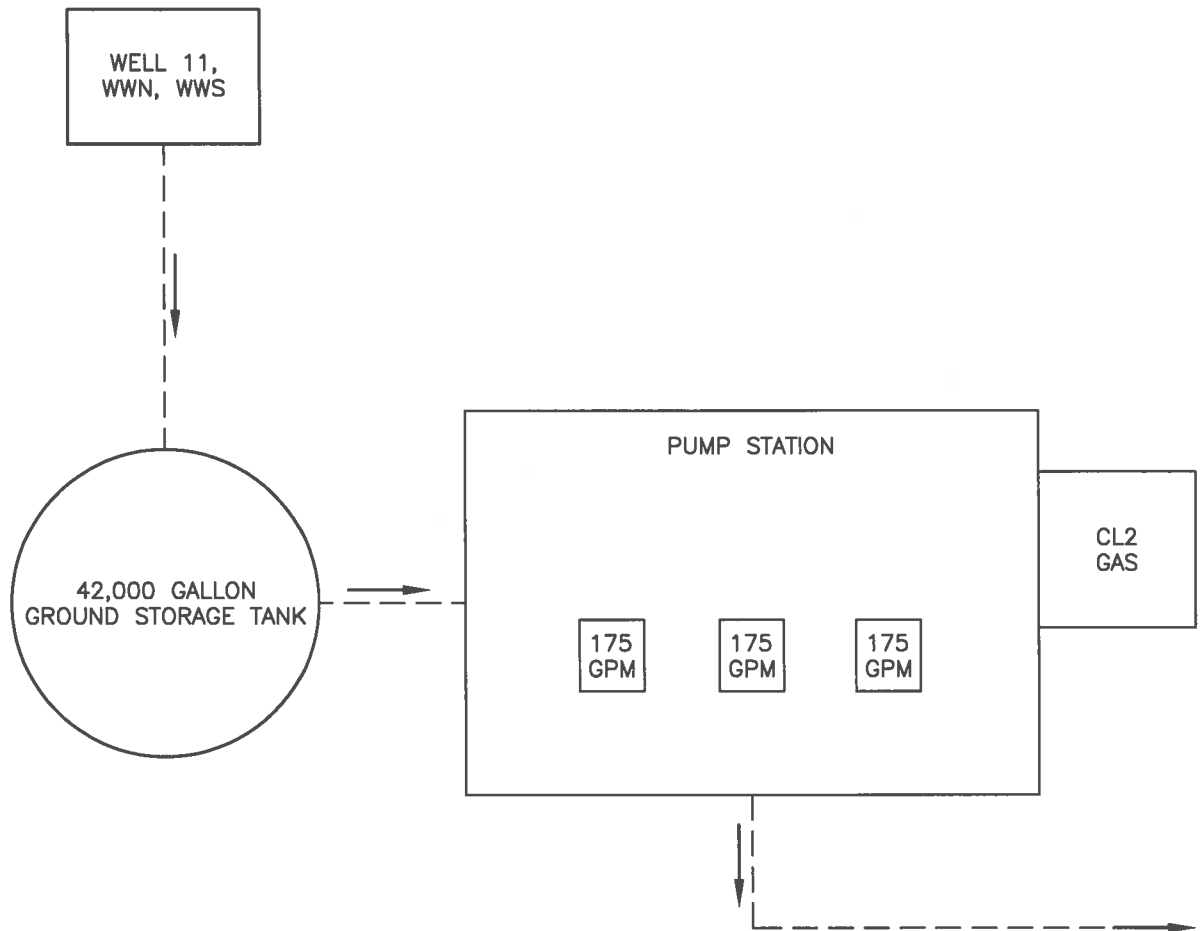 WELL 11,
WWN, WWS
PUMP STATION
CL2
GAS
42,000 GALLON
GROUND STORAGE TANK
175
GPM
175
GPM
175
GPM